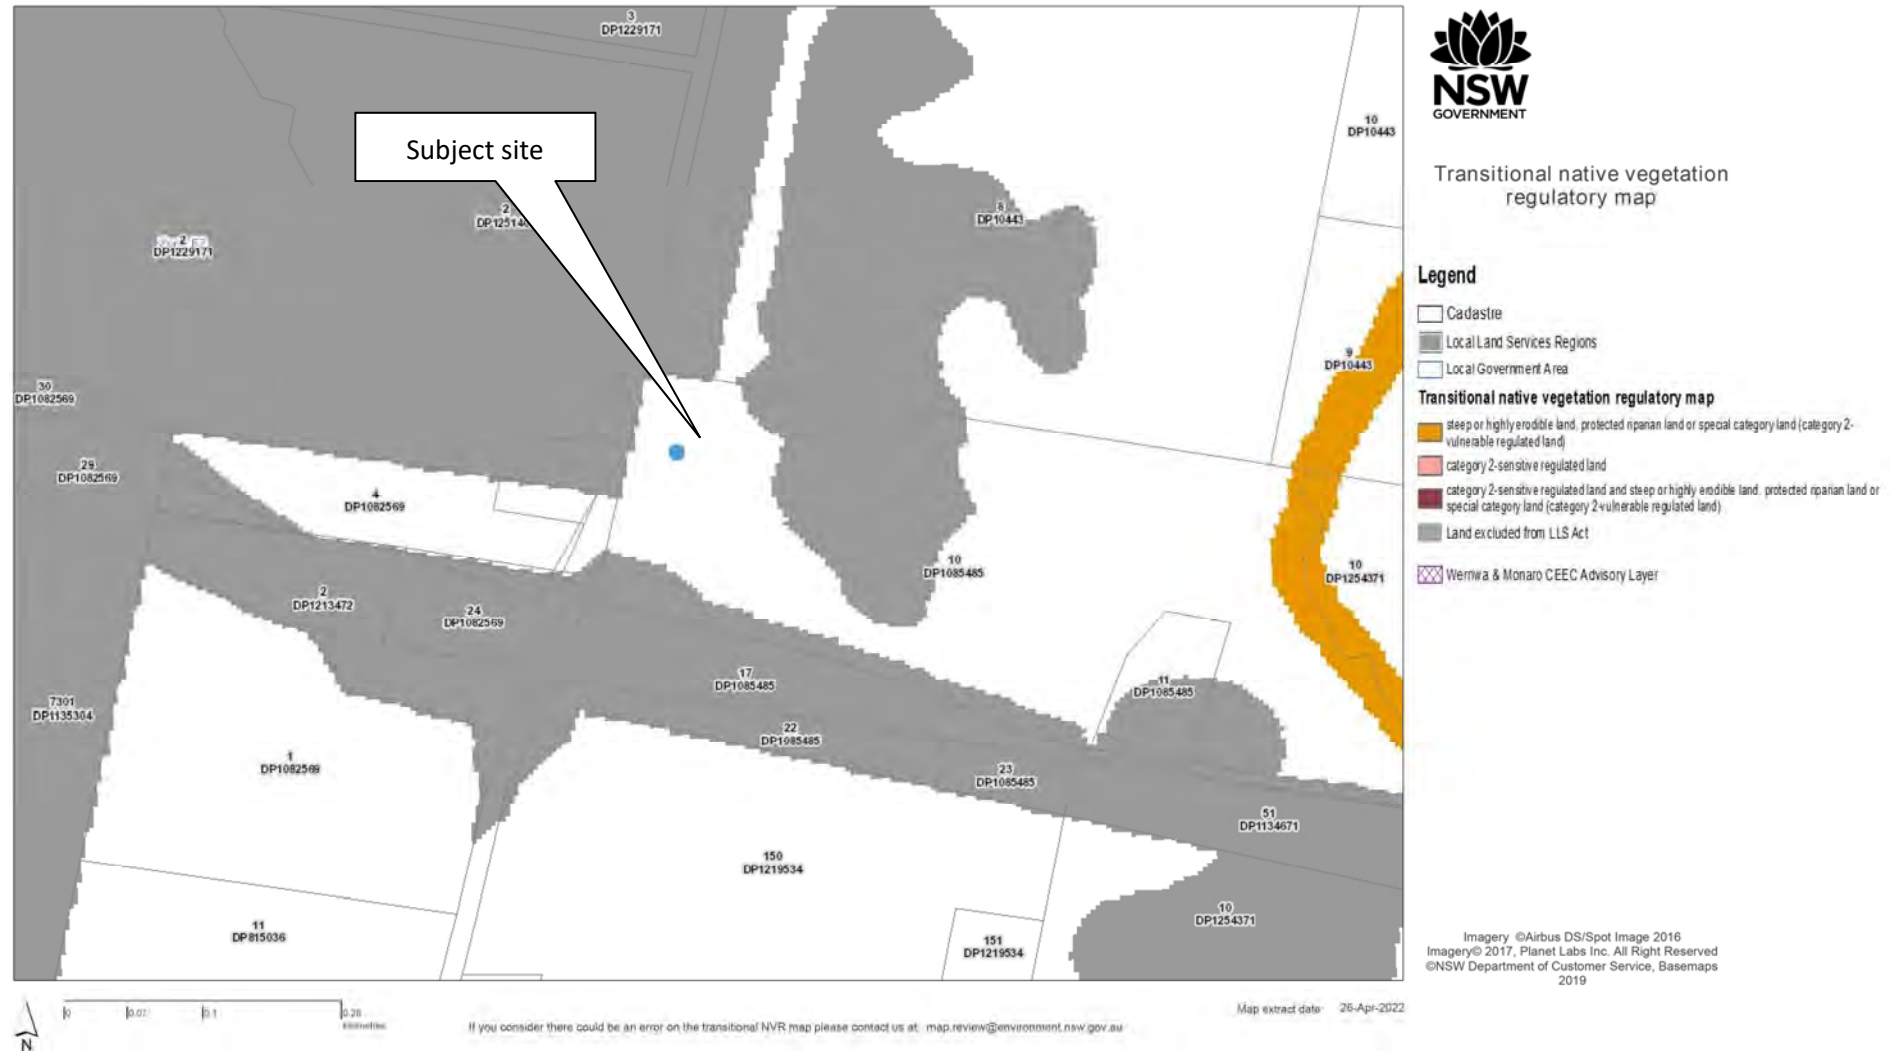 3
DP1229171
Subject site
2
DP1229171
2
8
DP10443
10
DP10443
9
DP10443
30
DP1082569
29
DP1082569
4
DP1082569
10
DP1085485
10
DP1254371
2
DP1213472
24
DP1082569
17
DP1085485
11
DP1085485
7301
DP1135304
22
DP1085485
1
DP1082569
23
DP1085485
51
DP1134671
150
DP1219534
10
DP1254371
11
DP815036
151
DP1219534
NSW
GOVERNMENT
Transitional native vegetation
regulatory map
Legend
Cadastre
Local Land Services Regions
Local Government Area
Transitional native vegetation regulatory map
steep or highly erodible land, protected riparian land or special category land (category 2-
vulnerable regulated land)
category 2-sensitive regulated land
category 2-sensitive regulated land and steep or highly erodible land, protected riparian land or
special category land (category 2-vulnerable regulated land)
Land excluded from LLS Act
Werriwa & Monaro CEEC Advisory Layer
Imagery ©Airbus DS/Spot Image 2016
Imagery© 2017, Planet Labs Inc. All Right Reserved
©NSW Department of Customer Service, Basemaps
2019
N
0 0.07 0.1 0.28
kilometres
If you consider there could be an error on the transitional NVR map please contact us at: map.review@environment.nsw.gov.au
Map extract date: 26-Apr-2022